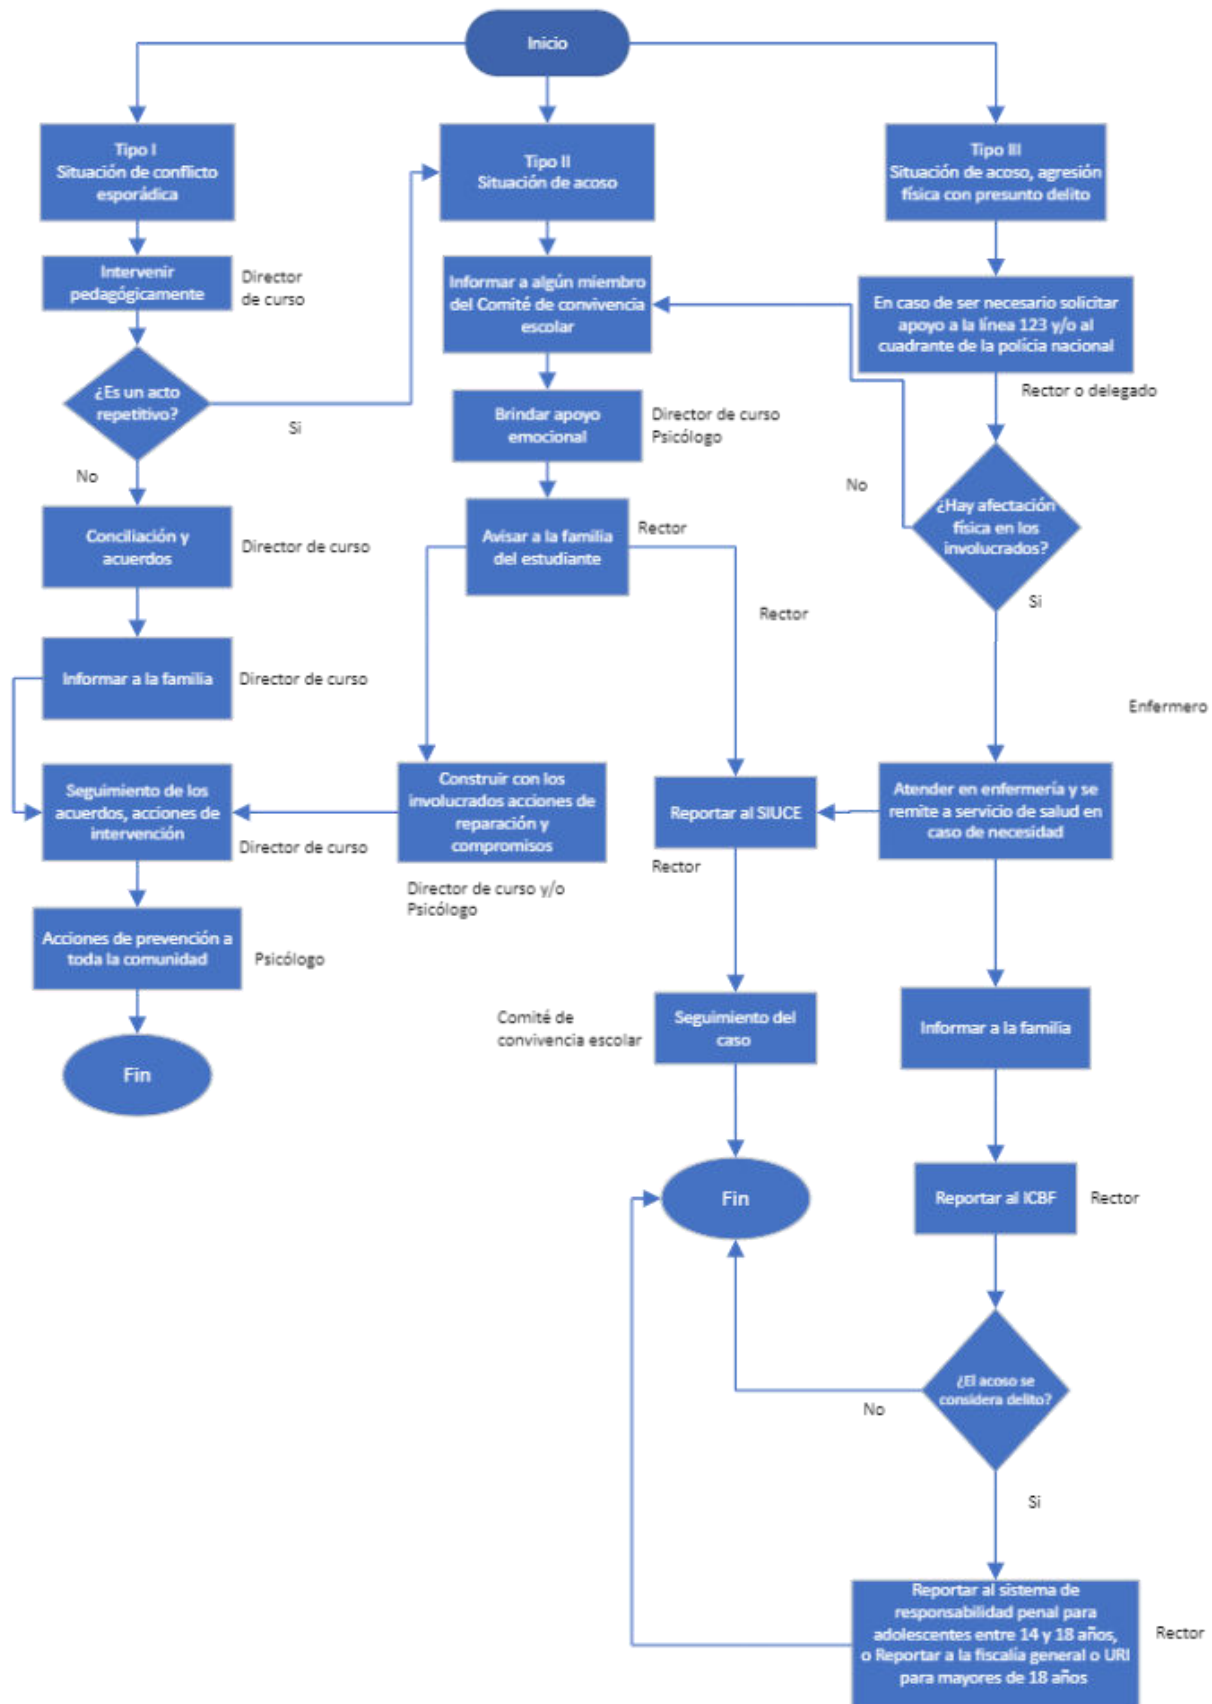 Inicio
Tipo I
Situación de conflicto
esporádica
Tipo II
Situación de acoso
Tipo III
Situación de acoso, agresión
física con presunto delito
Intervenir
pedagógicamente
Director
de curso
Informar a algún miembro
del Comité de convivencia
escolar
En caso de ser necesario solicitar
apoyo a la línea 123 y/o al
cuadrante de la policía nacional
Rector o delegado
¿Es un acto
repetitivo?
Si
No
Brindar apoyo
emocional
Director de curso
Psicólogo
¿Hay afectación
física en los
involucrados?
No
Si
Conciliación y
acuerdos
Director de curso
Avisar a la familia
del estudiante
Rector
Rector
Informar a la familia
Director de curso
Enfermero
Seguimiento de los
acuerdos, acciones de
intervención
Director de curso
Construir con los
involucrados acciones de
reparación y
compromisos
Director de curso y/o
Psicólogo
Reportar al SIUCE
Rector
Atender en enfermería y se
remite a servicio de salud en
caso de necesidad
Acciones de prevención a
toda la comunidad
Psicólogo
Fin
Comité de
convivencia escolar
Seguimiento del
caso
Informar a la familia
Fin
Reportar al ICBF
Rector
¿El acoso se
considera delito?
No
Si
Reportar al sistema de
responsabilidad penal para
adolescentes entre 14 y 18 años,
o Reportar a la fiscalía general o URI
para mayores de 18 años
Rector